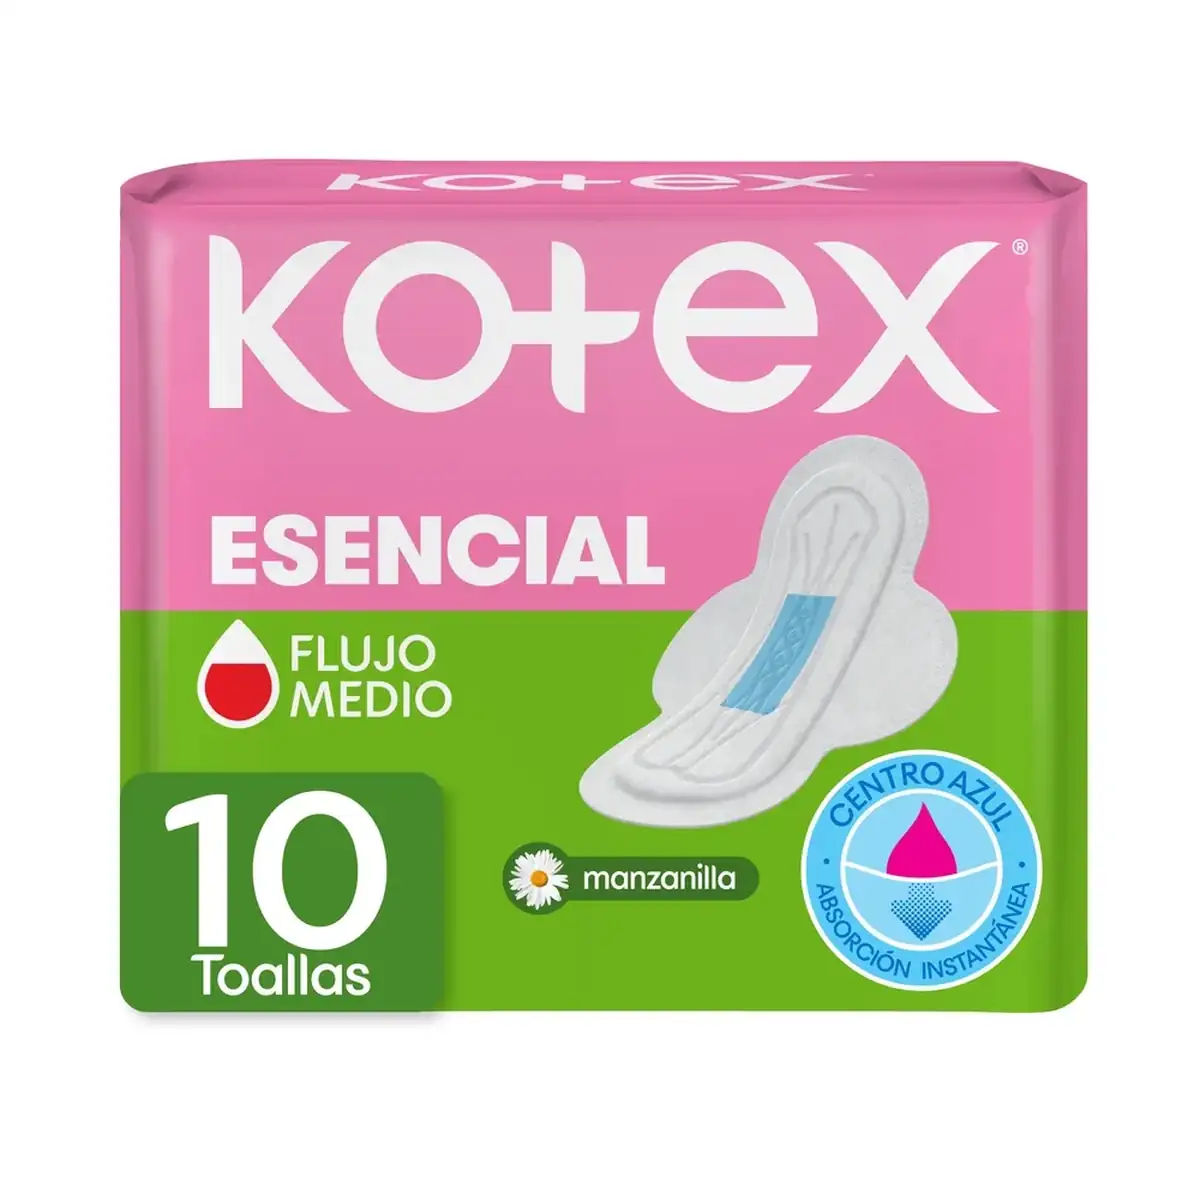 KOTEX
KOTEX®
ESENCIAL
FLUJO
MEDIO
10
Toallas
manzanilla
CENTRO AZUL
• ABSORCIÓN INSTANTÁNEA •